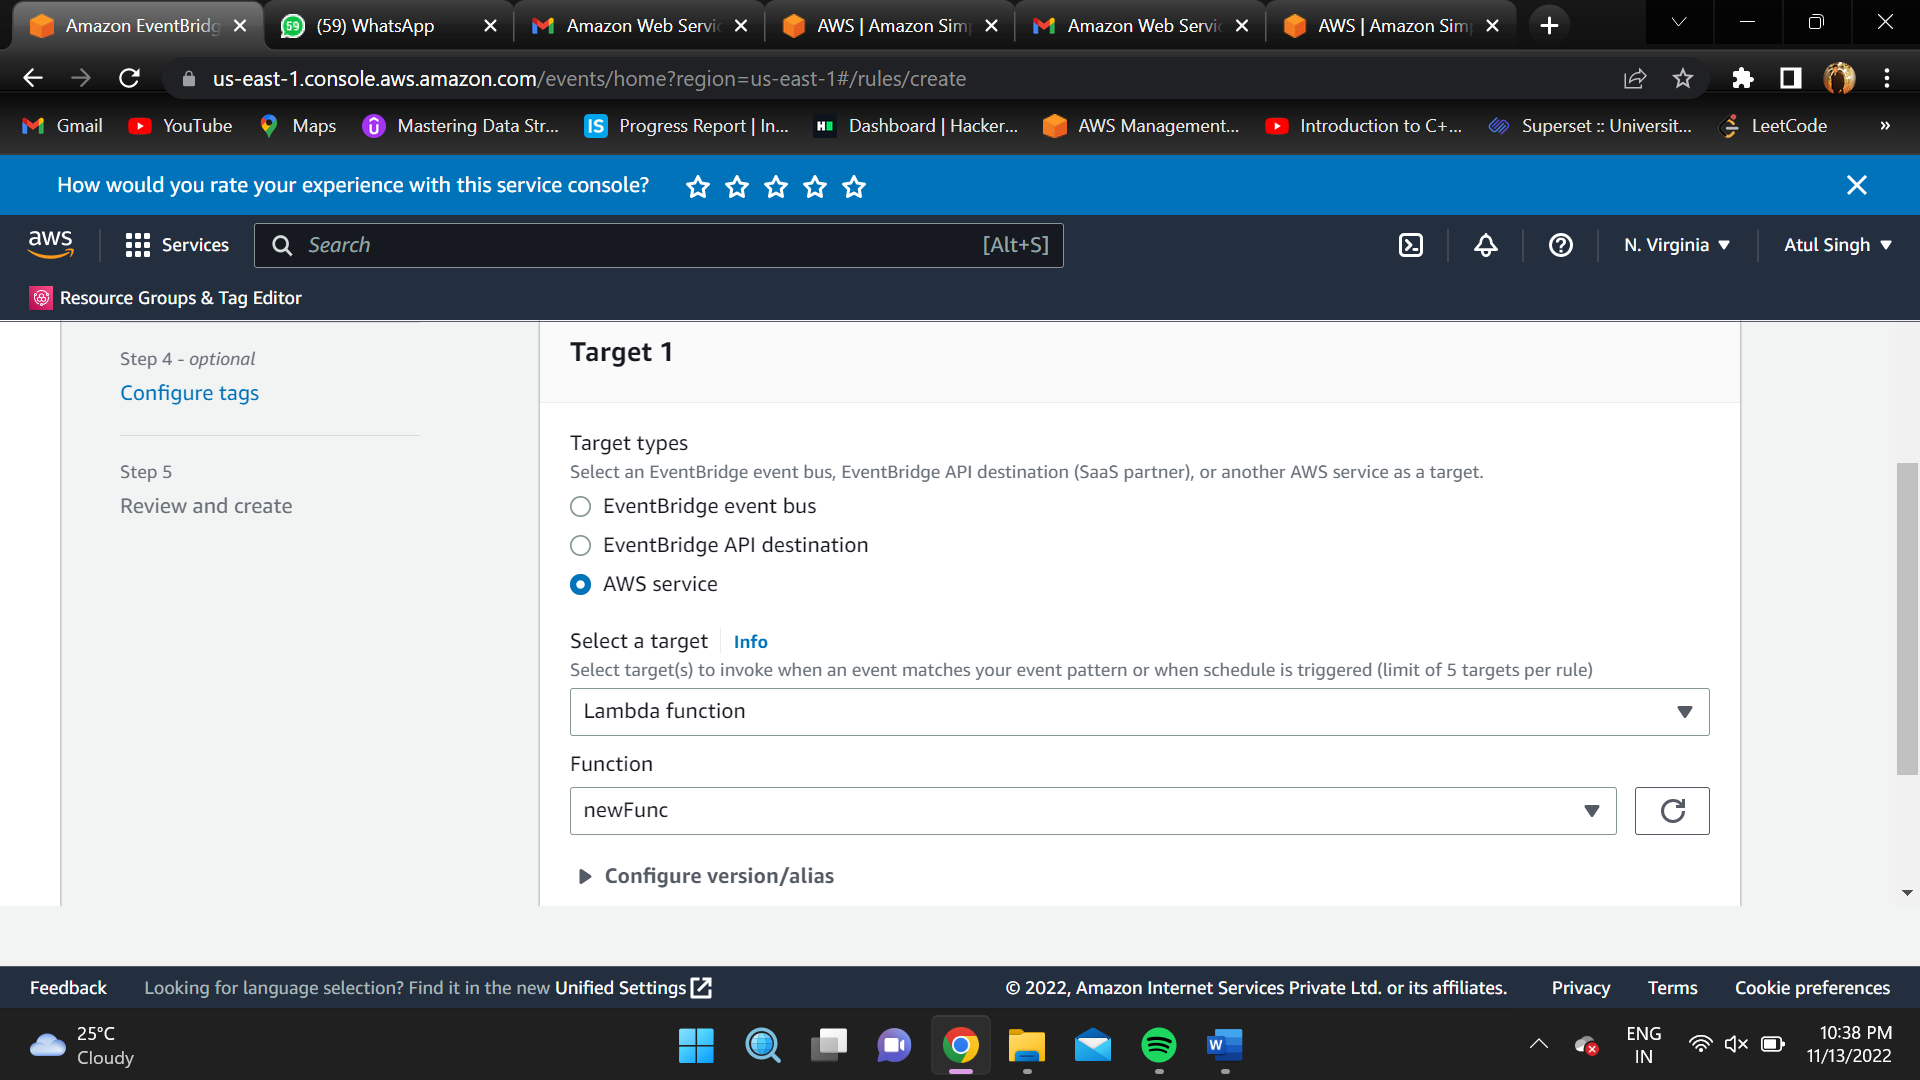 Amazon EventBridg
59
(59) WhatsApp
Amazon Web Servic
AWS | Amazon Sim
Amazon Web Servic
AWS | Amazon Sim
us-east-1.console.aws.amazon.com/events/home?region=us-east-1#/rules/create
Gmail
YouTube
Maps
Mastering Data Str...
IS
Progress Report | In...
Dashboard | Hacker...
AWS Management...
Introduction to C+...
Superset :: Universit...
LeetCode
»
How would you rate your experience with this service console?
aws
Services
Search
[Alt+S]
N. Virginia
Atul Singh
Resource Groups & Tag Editor
Step 4 - optional
Configure tags
Step 5
Review and create
Target 1
Target types
Select an EventBridge event bus, EventBridge API destination (SaaS partner), or another AWS service as a target.
EventBridge event bus
EventBridge API destination
AWS service
Select a target
Info
Select target(s) to invoke when an event matches your event pattern or when schedule is triggered (limit of 5 targets per rule)
Lambda function
Function
newFunc
Configure version/alias
Feedback
Looking for language selection? Find it in the new Unified Settings
© 2022, Amazon Internet Services Private Ltd. or its affiliates.
Privacy
Terms
Cookie preferences
25°C
Cloudy
W
ENG
IN
10:38 PM
11/13/2022